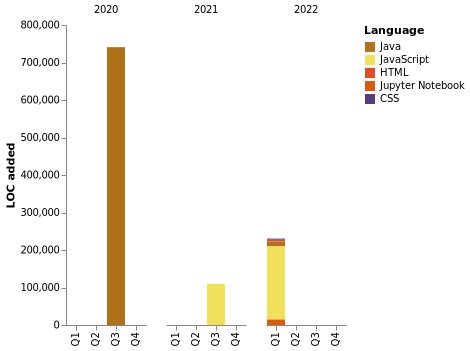 2020 2021 2022
Language
Java
JavaScript
HTML
Jupyter Notebook
CSS
LOC added
800,000
700,000
600,000
500,000
400,000
300,000
200,000
100,000
0
Q1 Q2 Q3 Q4 Q1 Q2 Q3 Q4 Q1 Q2 Q3 Q4